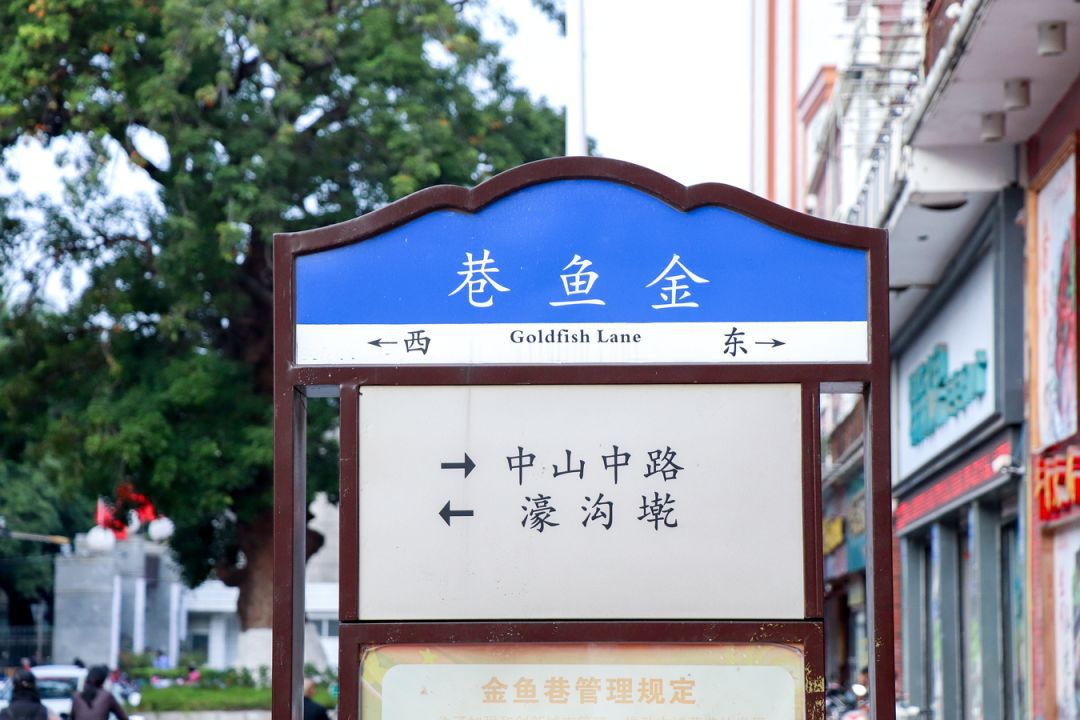 金鱼巷
←西 Goldfish Lane 东→
→ 中山中路
← 濠沟墘
金鱼巷管理规定